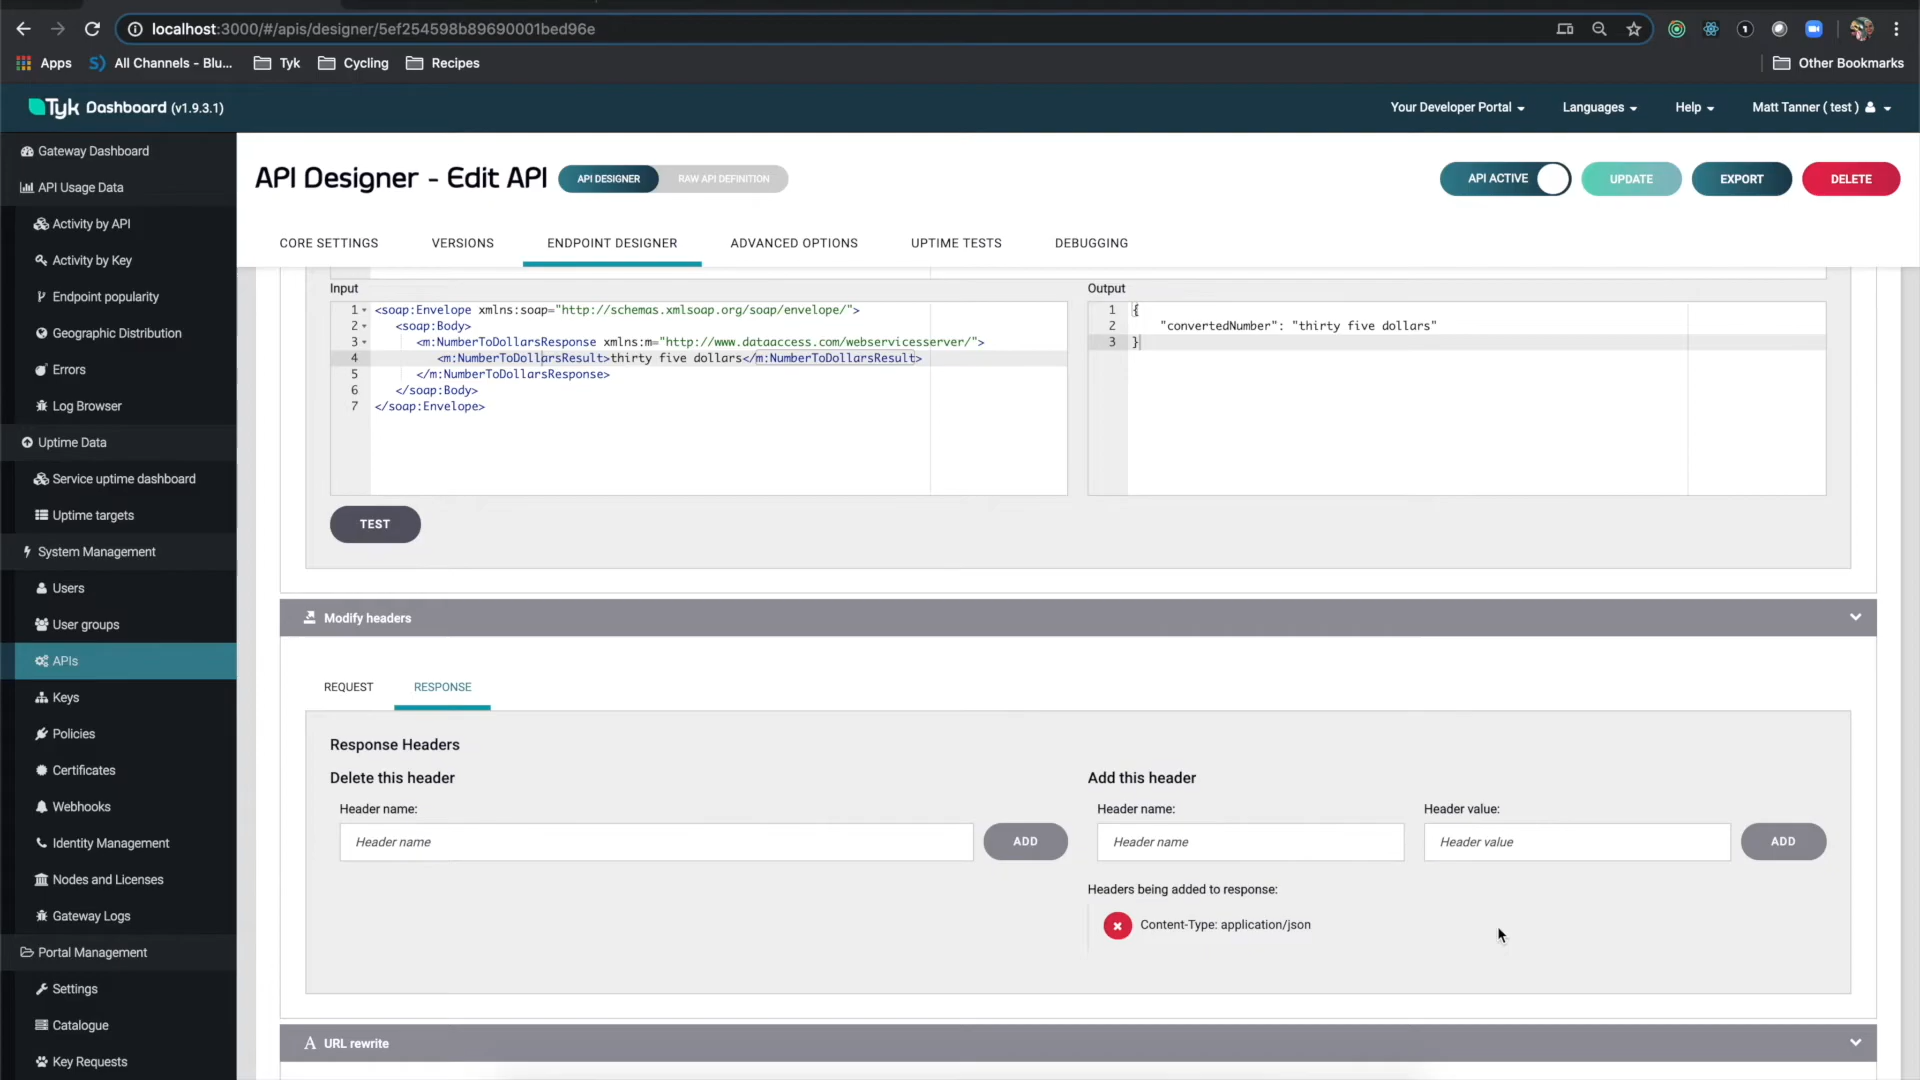 localhost:3000/#/apis/designer/5ef254598b89690001bed96e
Apps
All Channels - Blu...
Tyk
Cycling
Recipes
Other Bookmarks
Tyk Dashboard (v1.9.3.1)
Your Developer Portal
Languages
Help
Matt Tanner ( test )
Gateway Dashboard
API Usage Data
Activity by API
Activity by Key
Endpoint popularity
Geographic Distribution
Errors
Log Browser
Uptime Data
Service uptime dashboard
Uptime targets
System Management
Users
User groups
APIs
Keys
Policies
Certificates
Webhooks
Identity Management
Nodes and Licenses
Gateway Logs
Portal Management
Settings
Catalogue
Key Requests
API Designer - Edit API
API DESIGNER
RAW API DEFINITION
API ACTIVE
UPDATE
EXPORT
DELETE
CORE SETTINGS
VERSIONS
ENDPOINT DESIGNER
ADVANCED OPTIONS
UPTIME TESTS
DEBUGGING
Input
1 <soap:Envelope xmlns:soap="http://schemas.xmlsoap.org/soap/envelope/">
2 <soap:Body>
3 <m:NumberToDollarsResponse xmlns:m="http://www.dataaccess.com/webservicesserver/">
4 <m:NumberToDollarsResult>thirty five dollars</m:NumberToDollarsResult>
5 </m:NumberToDollarsResponse>
6 </soap:Body>
7 </soap:Envelope>
Output
1 {
2 "convertedNumber": "thirty five dollars"
3 }
TEST
Modify headers
REQUEST
RESPONSE
Response Headers
Delete this header
Header name:
Header name
ADD
Add this header
Header name:
Header value:
Header name
Header value
ADD
Headers being added to response:
Content-Type: application/json
A URL rewrite